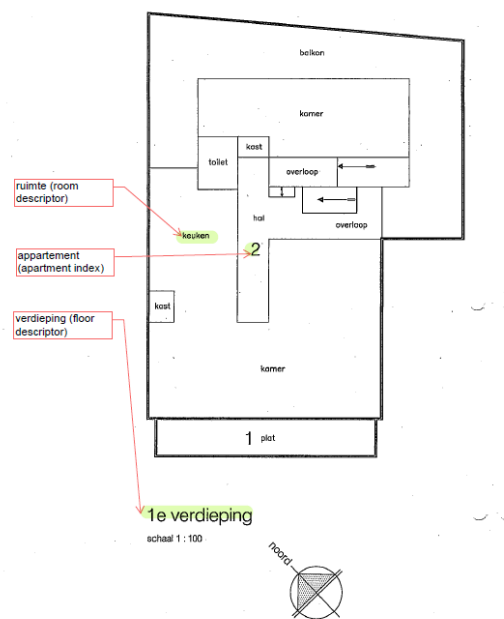 balkon
kamer
kast
toilet
overloop
ruimte (room
descriptor)
hal
overloop
keuken
appartement
(apartment index)
2
kast
verdieping (floor
descriptor)
kamer
1 plat
1e verdieping
schaal 1 : 100
noord